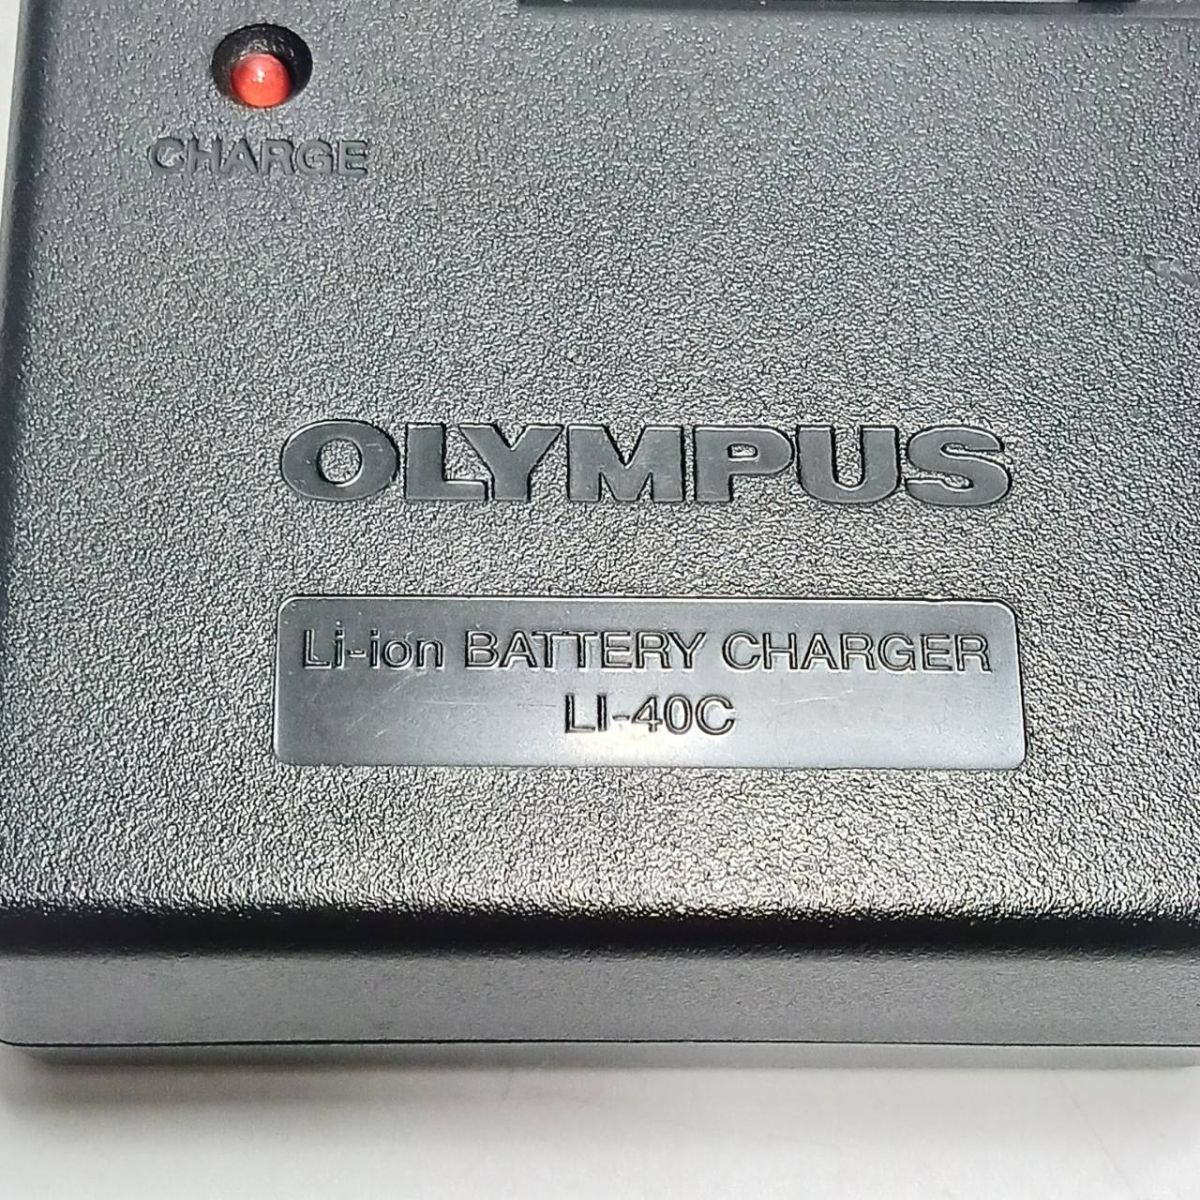 CHARGE
OLYMPUS
Li-ion BATTERY CHARGER
LI-40C